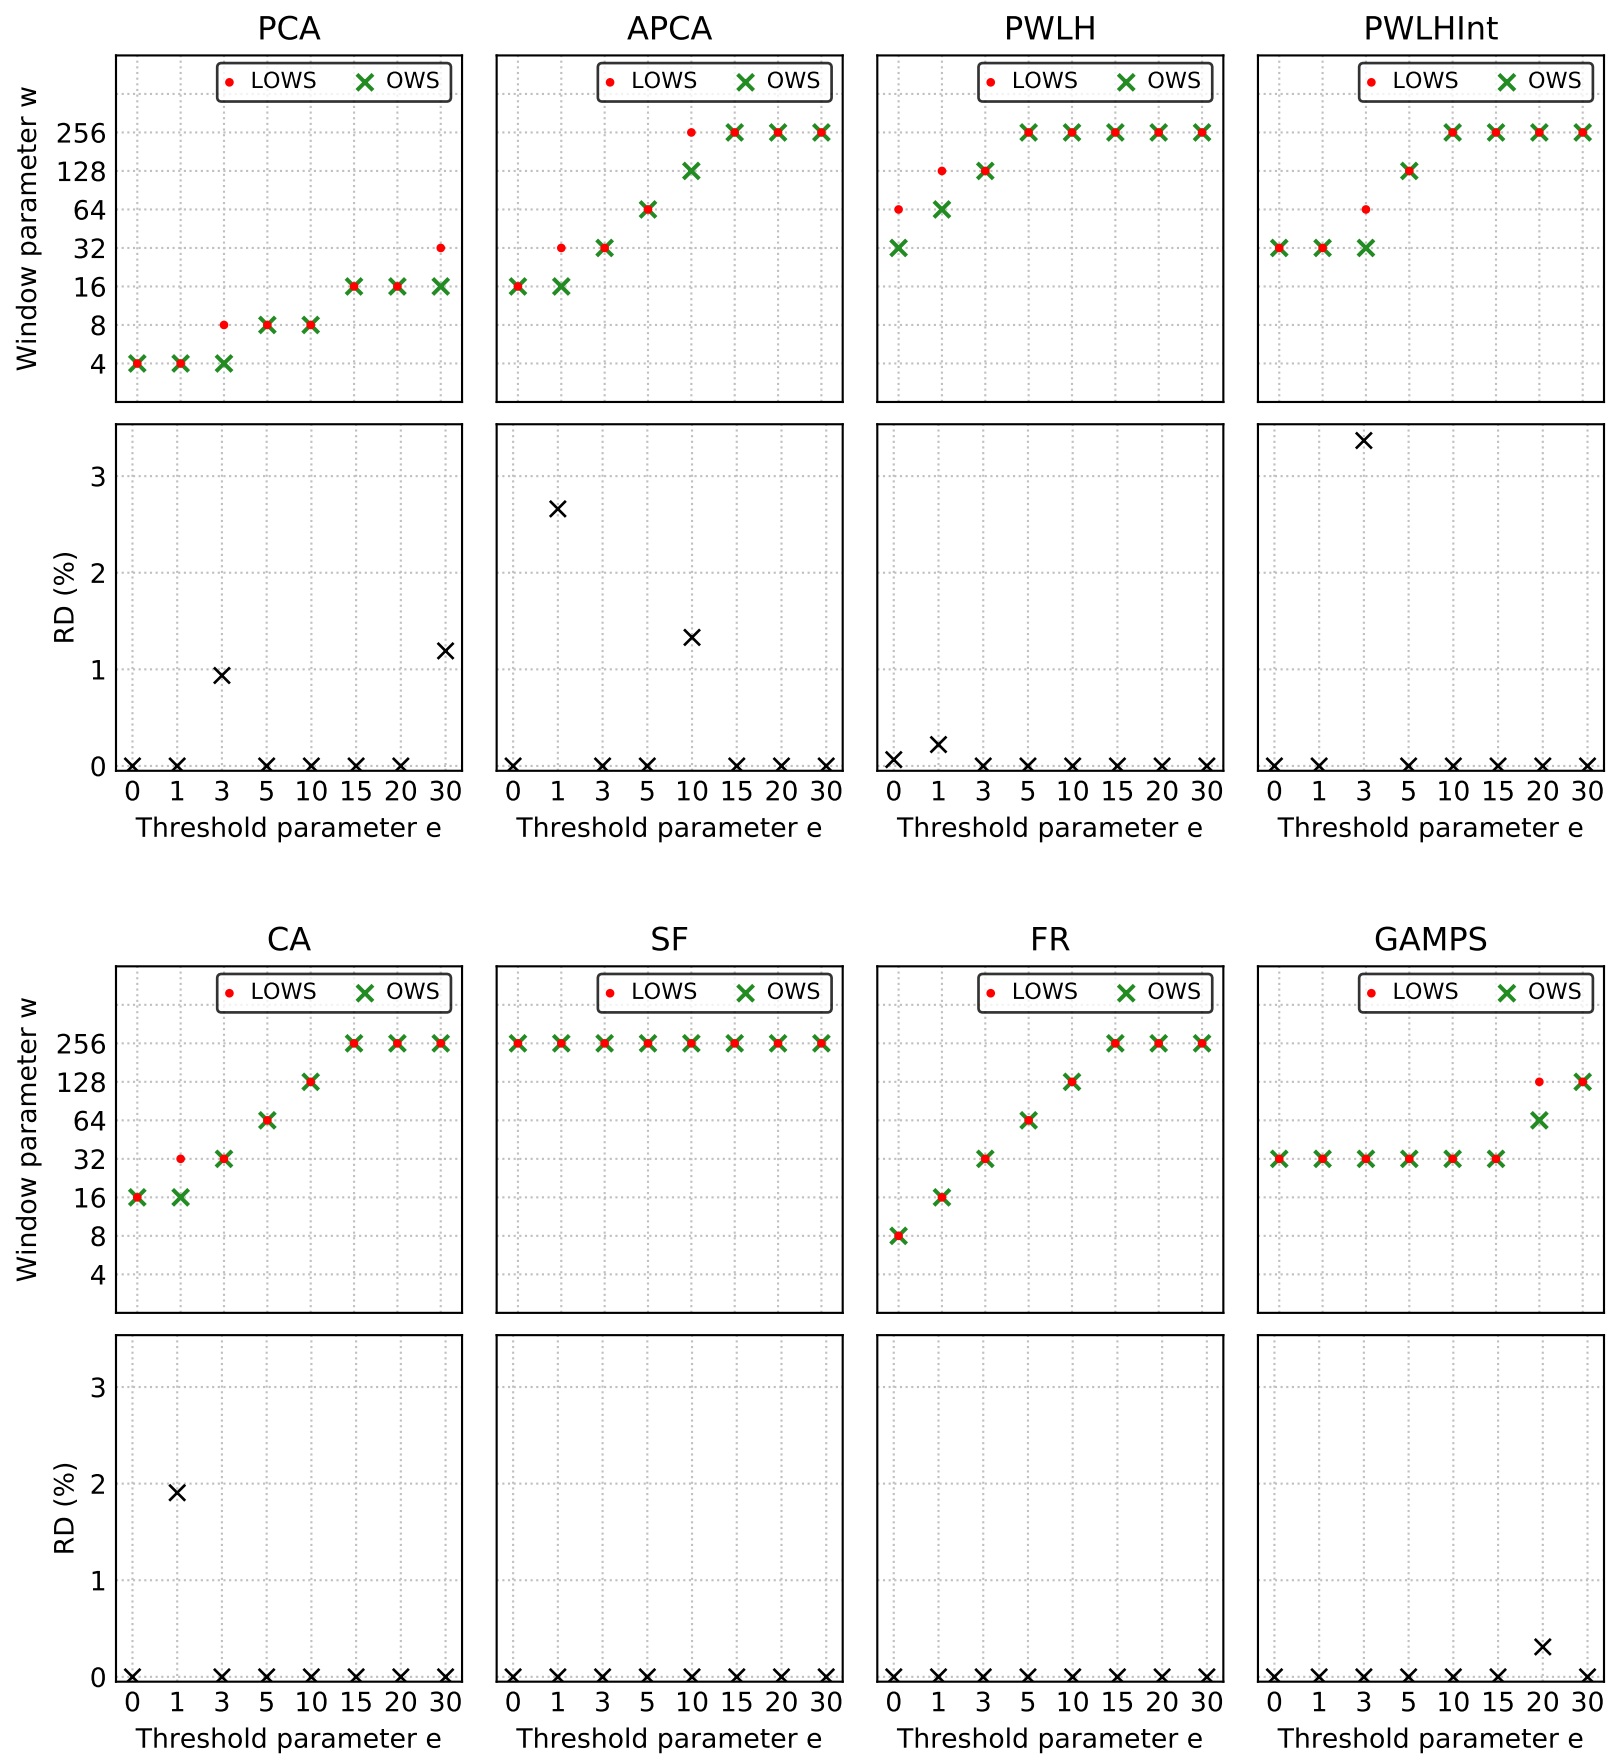 PCA APCA PWLH PWLHInt
LOWS OWS LOWS OWS LOWS OWS LOWS OWS
Window parameter w
256
128
64
32
16
8
4
RD (%)
3
2
1
0
0 1 3 5 10 15 20 30 0 1 3 5 10 15 20 30 0 1 3 5 10 15 20 30 0 1 3 5 10 15 20 30
Threshold parameter e Threshold parameter e Threshold parameter e Threshold parameter e
CA SF FR GAMPS
LOWS OWS LOWS OWS LOWS OWS LOWS OWS
Window parameter w
256
128
64
32
16
8
4
RD (%)
3
2
1
0
0 1 3 5 10 15 20 30 0 1 3 5 10 15 20 30 0 1 3 5 10 15 20 30 0 1 3 5 10 15 20 30
Threshold parameter e Threshold parameter e Threshold parameter e Threshold parameter e